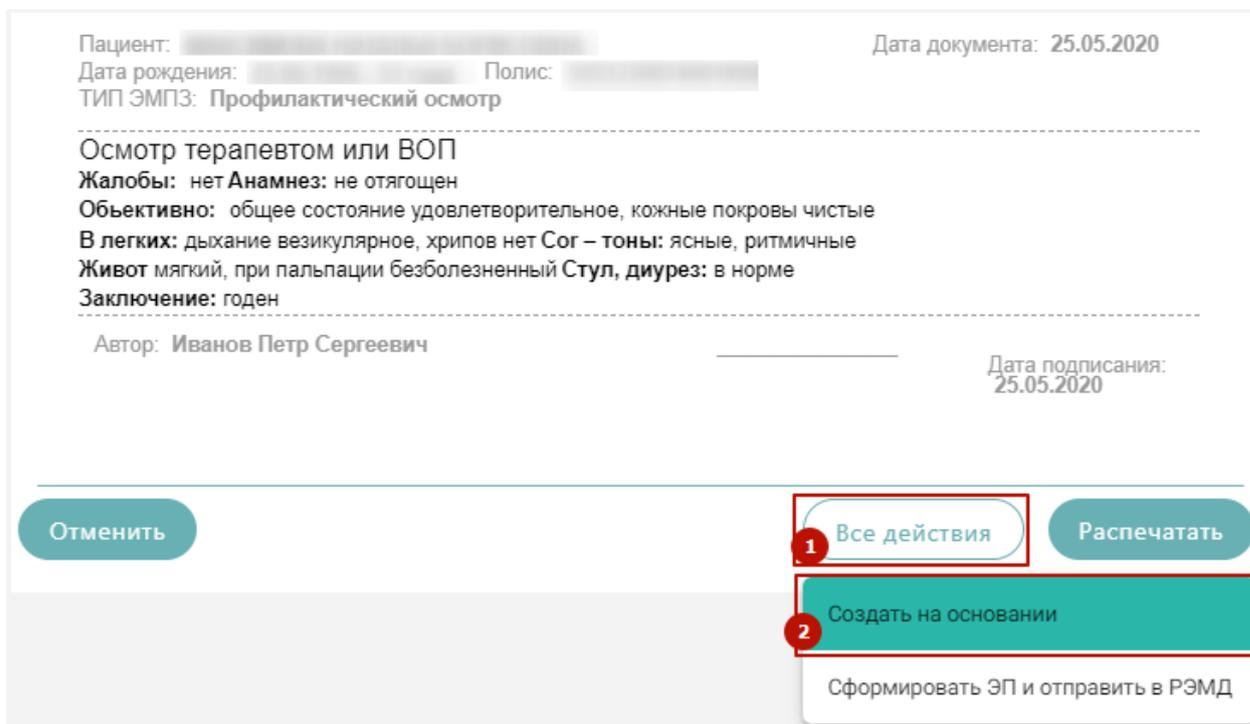 Пациент: Дата документа: 25.05.2020
Дата рождения: Полис:
ТИП ЭМПЗ: Профилактический осмотр
Осмотр терапевтом или ВОП
Жалобы: нет Анамнез: не отягощен
Обьективно: общее состояние удовлетворительное, кожные покровы чистые
В легких: дыхание везикулярное, хрипов нет Cor – тоны: ясные, ритмичные
Живот мягкий, при пальпации безболезненный Стул, диурез: в норме
Заключение: годен
Автор: Иванов Петр Сергеевич
Дата подписания:
25.05.2020
Отменить 1 Все действия Распечатать
2 Создать на основании
Сформировать ЭП и отправить в РЭМД